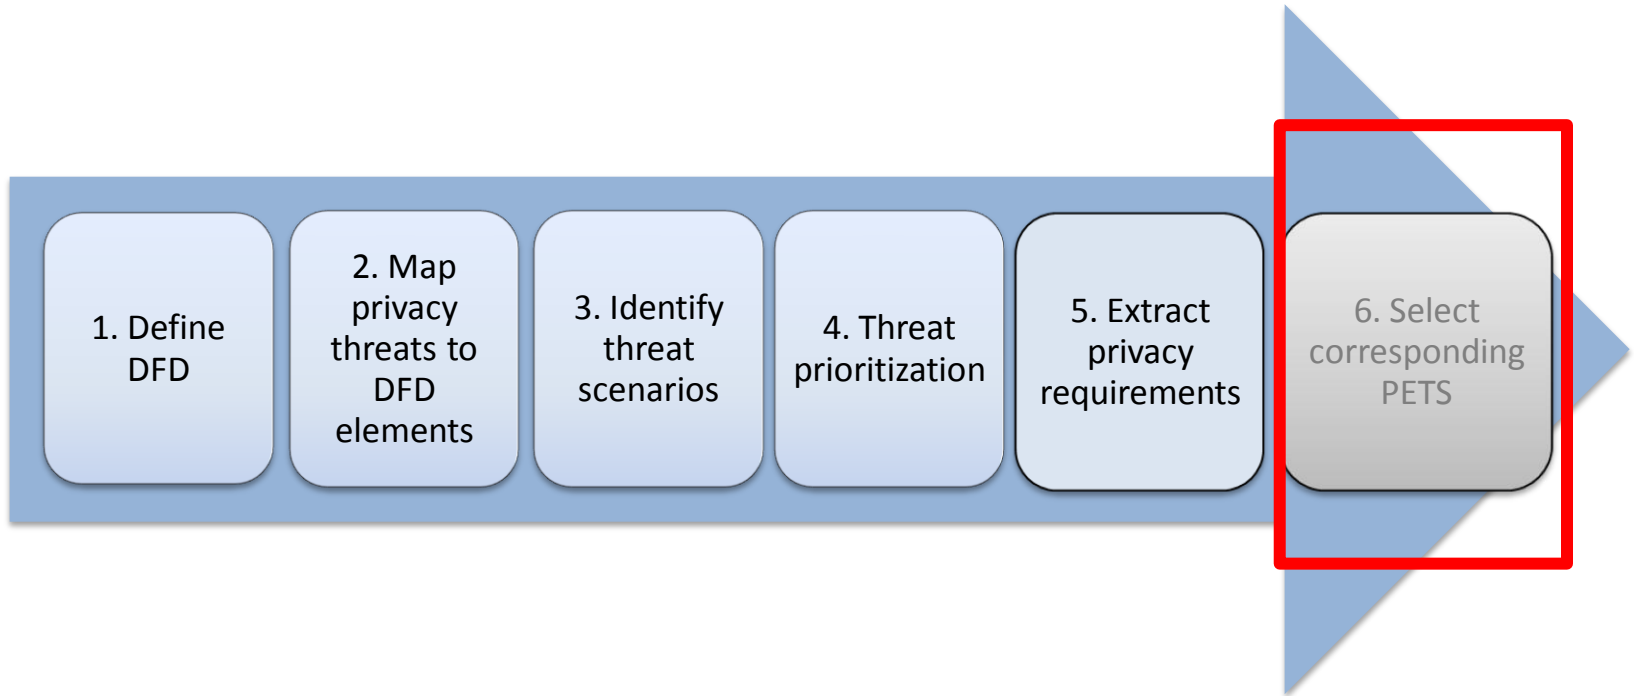 1. Define
DFD
2. Map
privacy
threats to
DFD
elements
3. Identify
threat
scenarios
4. Threat
prioritization
5. Extract
privacy
requirements
6. Select
corresponding
PETS